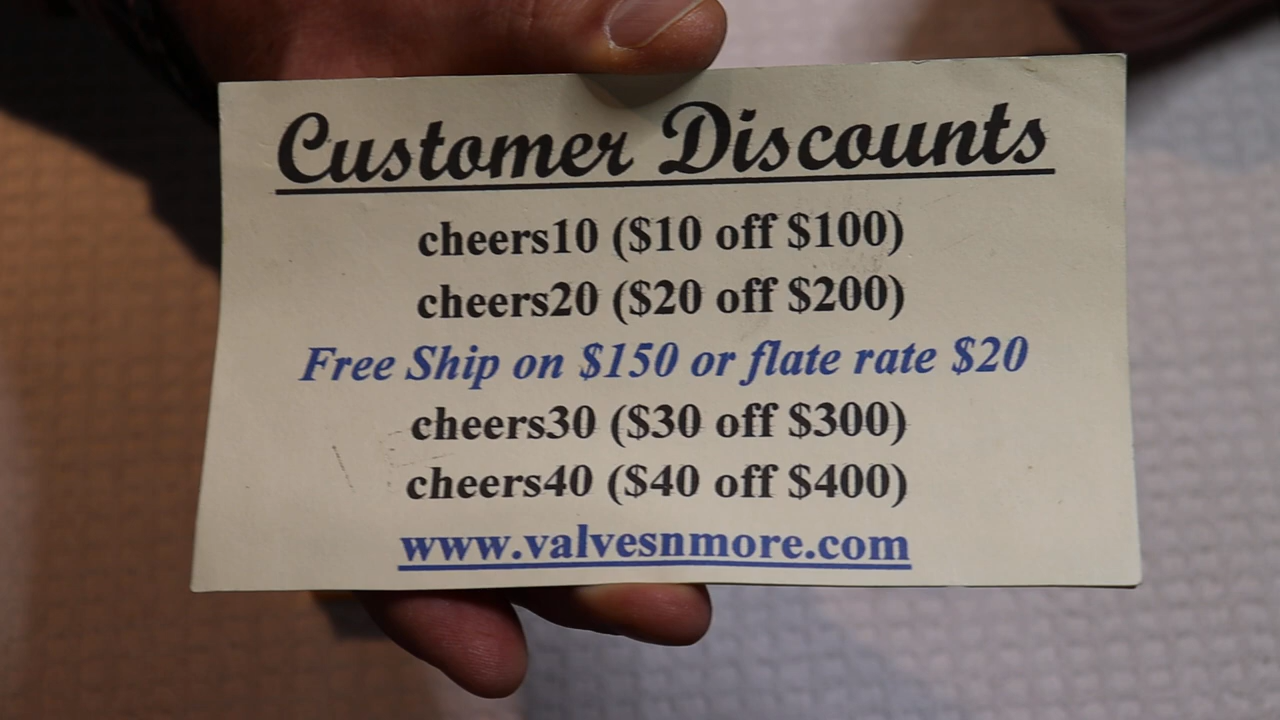 Customer Discounts
cheers10 ($10 off $100)
cheers20 ($20 off $200)
Free Ship on $150 or flate rate $20
cheers30 ($30 off $300)
cheers40 ($40 off $400)
www.valvesnmore.com